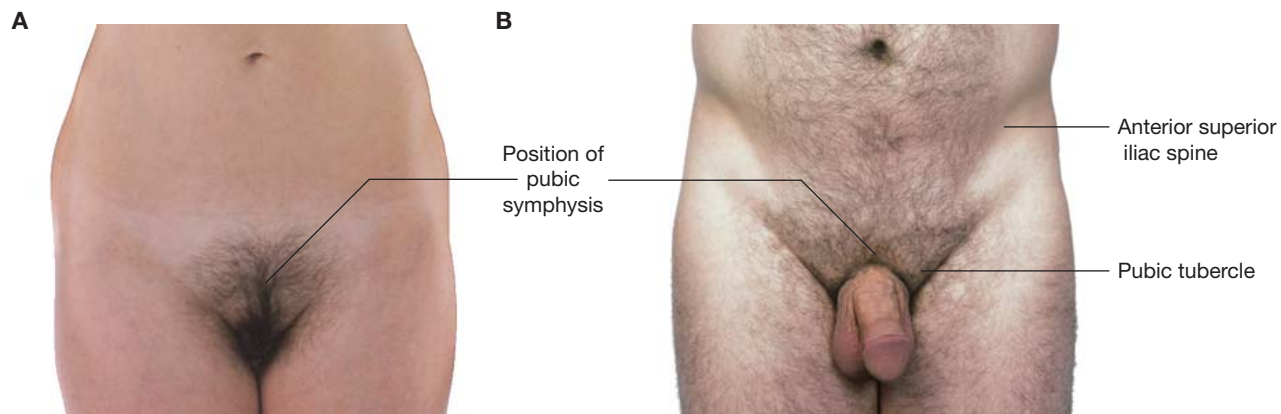 A
B
Position of
pubic
symphysis
Anterior superior
iliac spine
Pubic tubercle